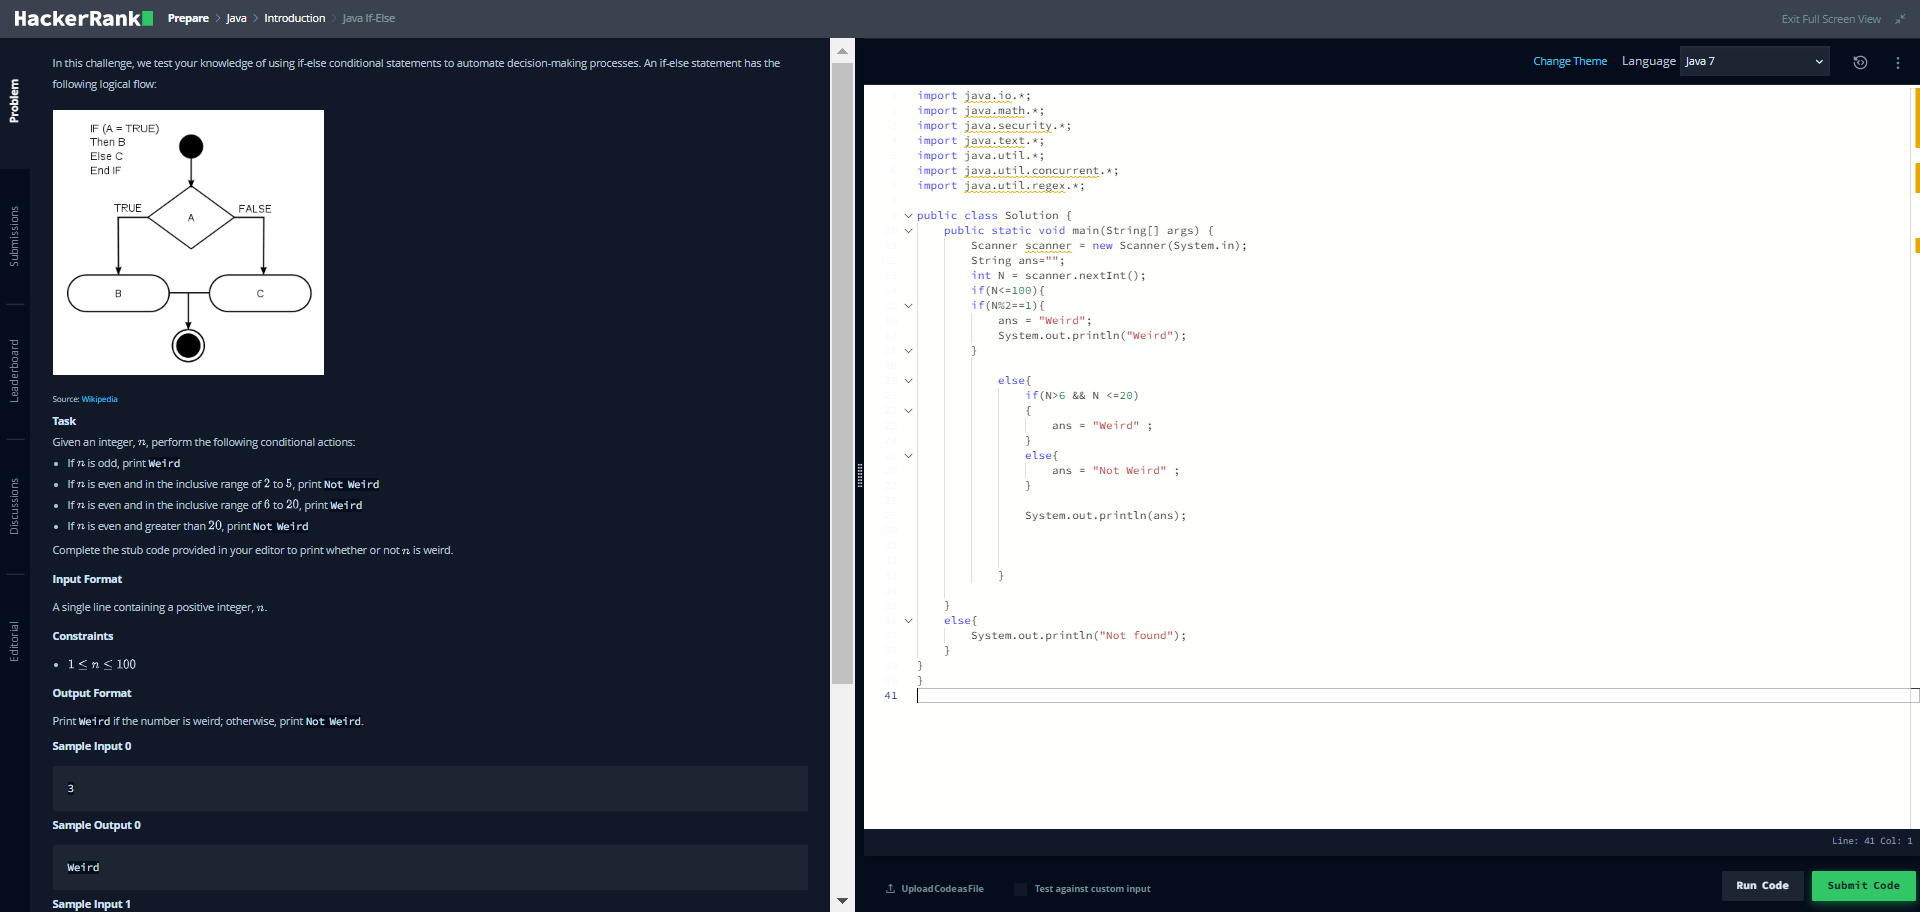 HackerRank
Prepare > Java > Introduction > Java If-Else
Exit Full Screen View
Problem
Submissions
Leaderboard
Discussions
Editorial
In this challenge, we test your knowledge of using if-else conditional statements to automate decision-making processes. An if-else statement has the
following logical flow:
IF (A = TRUE)
Then B
Else C
End IF
TRUE
A
FALSE
B
C
Source: Wikipedia
Task
Given an integer, n, perform the following conditional actions:
• If n is odd, print Weird
• If n is even and in the inclusive range of 2 to 5, print Not Weird
• If n is even and in the inclusive range of 6 to 20, print Weird
• If n is even and greater than 20, print Not Weird
Complete the stub code provided in your editor to print whether or not n is weird.
Input Format
A single line containing a positive integer, n.
Constraints
• 1 ≤ n ≤ 100
Output Format
Print Weird if the number is weird; otherwise, print Not Weird.
Sample Input 0
3
Sample Output 0
Weird
Sample Input 1
Change Theme
Language
Java 7
import java.io.*;
import java.math.*;
import java.security.*;
import java.text.*;
import java.util.*;
import java.util.concurrent.*;
import java.util.regex.*;
public class Solution {
public static void main(String[] args) {
Scanner scanner = new Scanner(System.in);
String ans="";
int N = scanner.nextInt();
if(N<=100){
if(N%2==1){
ans = "Weird";
System.out.println("Weird");
}
else{
if(N>6 && N <=20)
{
ans = "Weird" ;
}
else{
ans = "Not Weird" ;
}
System.out.println(ans);
}
}
else{
System.out.println("Not found");
}
}
}
41
Line: 41 Col: 1
Upload Code as File
Test against custom input
Run Code
Submit Code